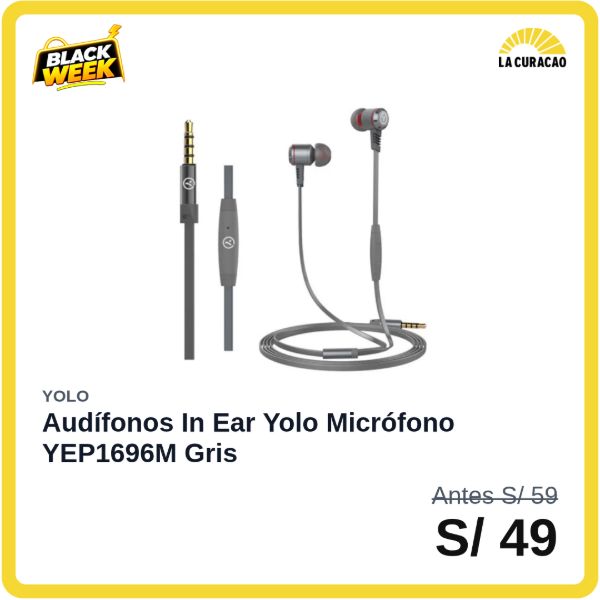 BLACK
WEEK
LA CURACAO
YOLO
Audífonos In Ear Yolo Micrófono
YEP1696M Gris
Antes S/ 59
S/ 49